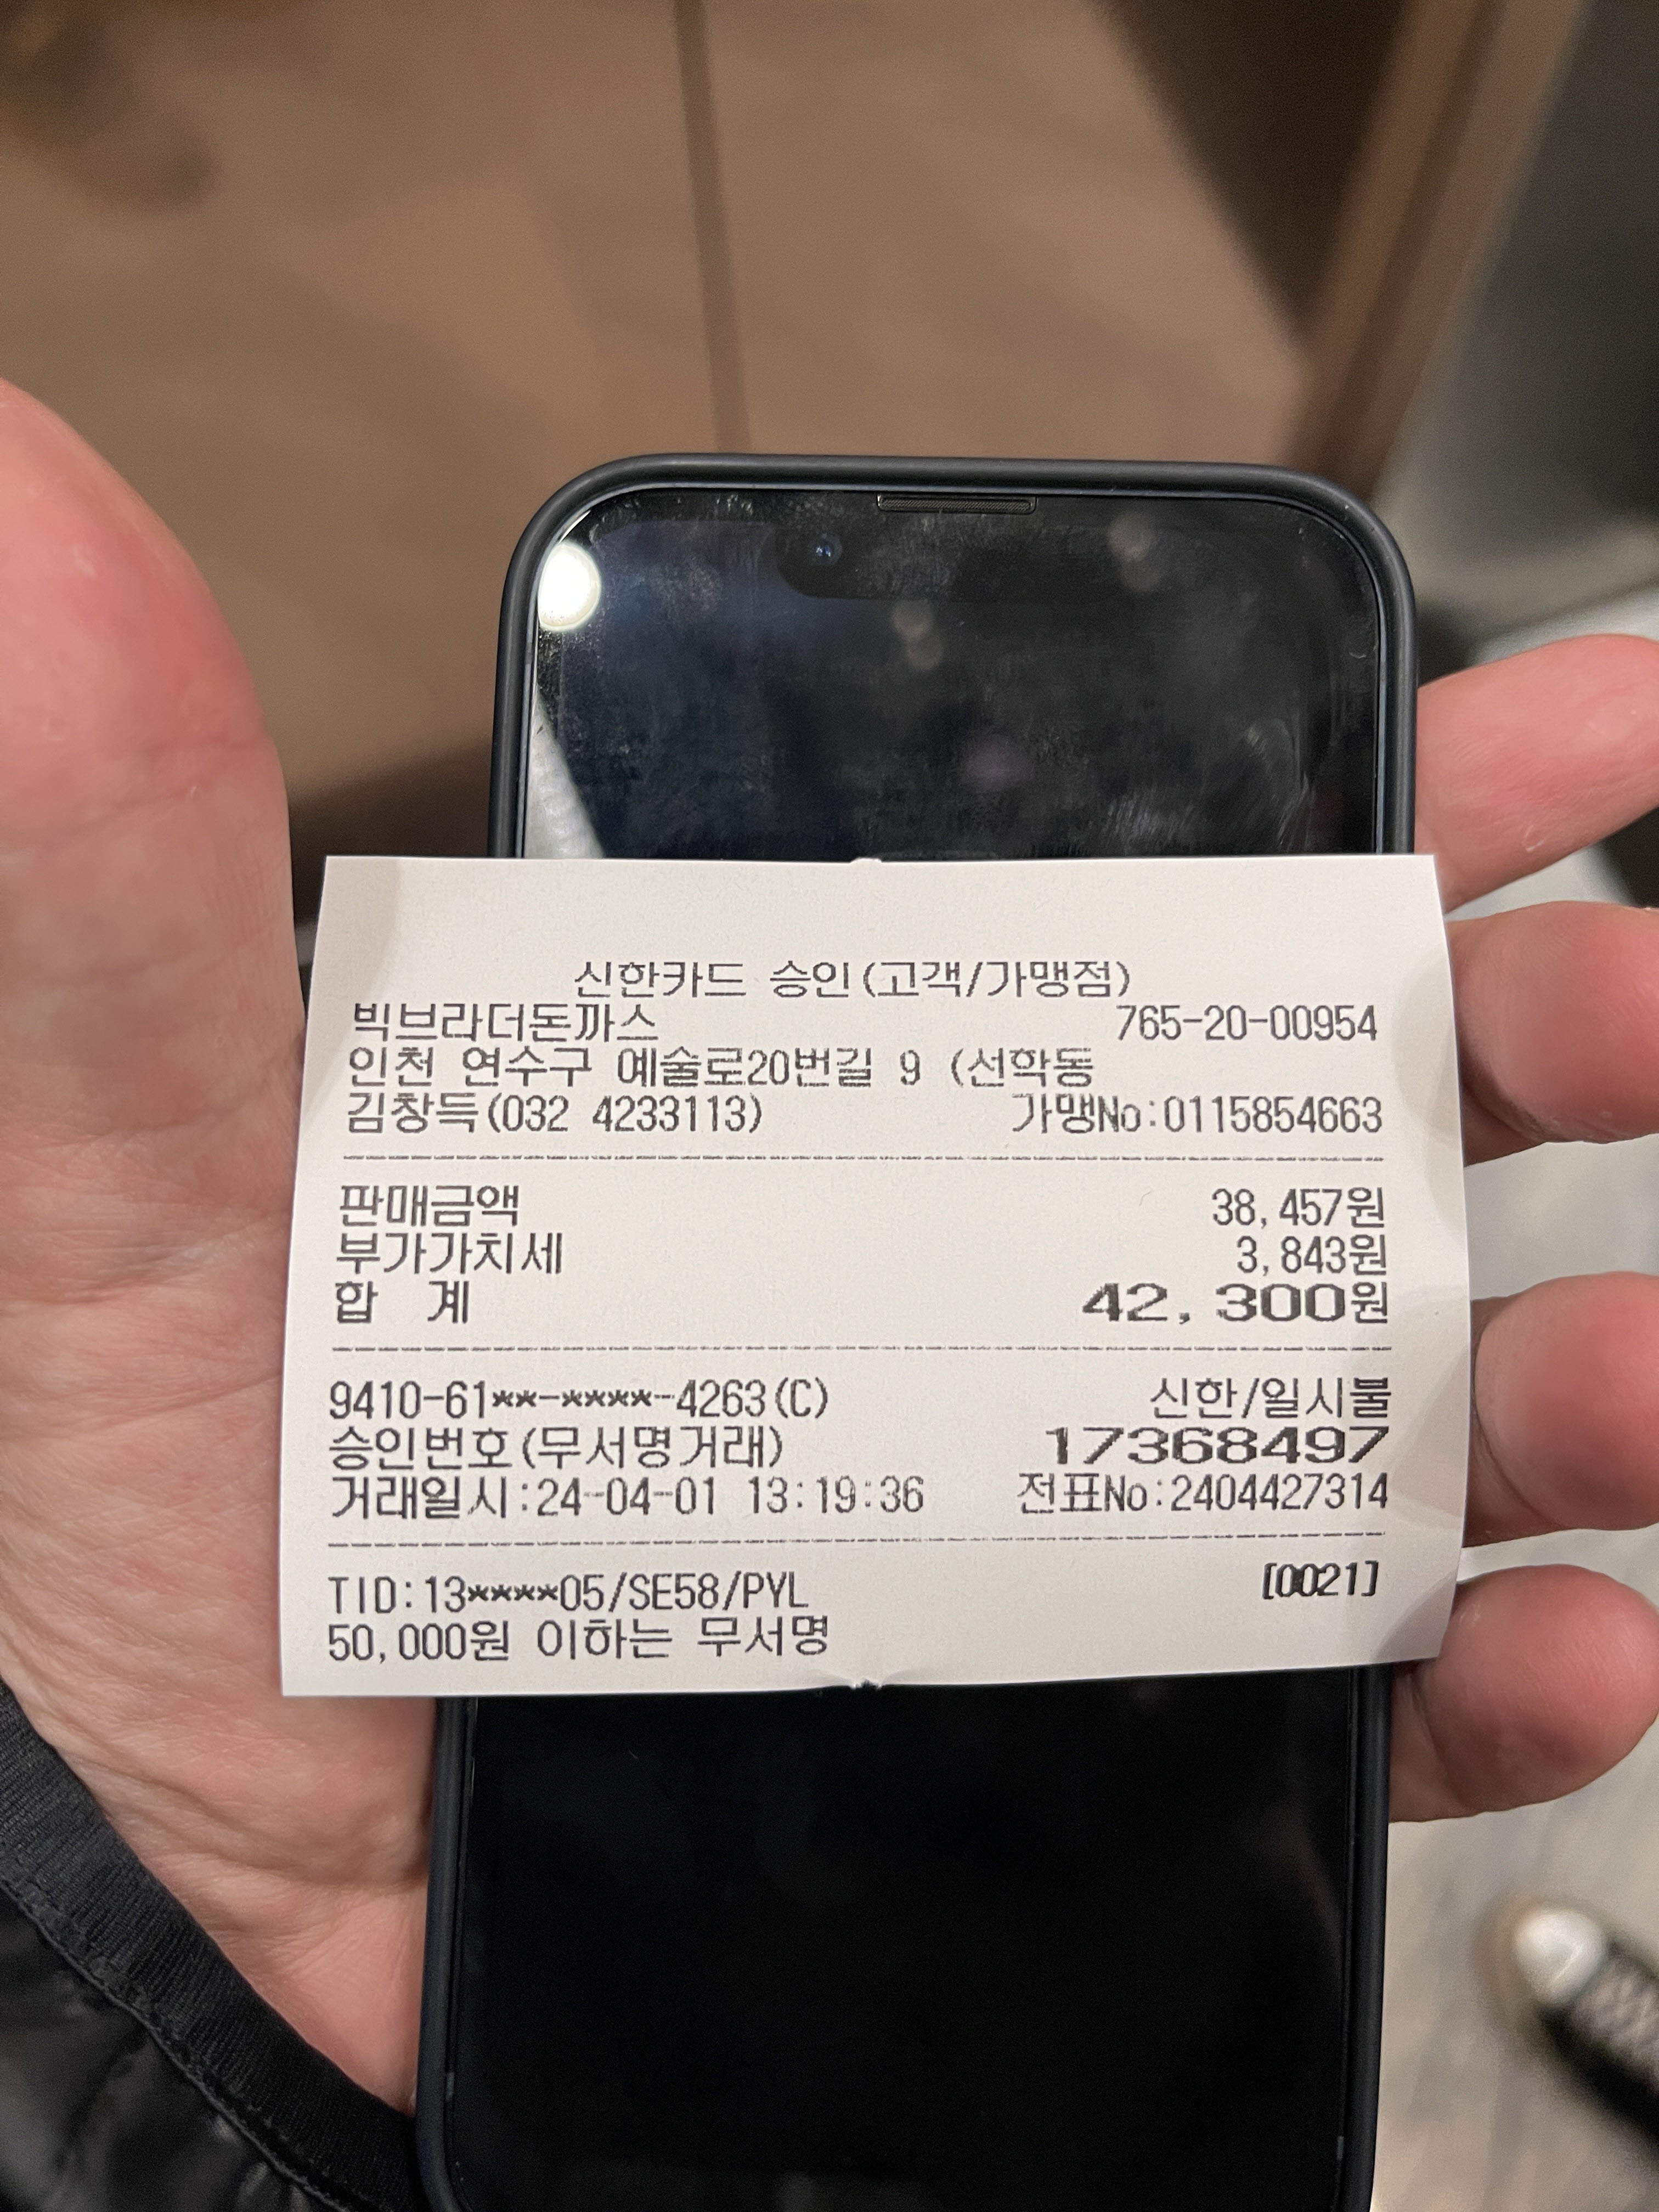 신한카드 승인(고객/가맹점)
빅브라더돈까스 765-20-00954
인천 연수구 예술로20번길 9 (선학동
김창득(032 4233113) 가맹No:0115854663
판매금액 38,457원
부가가치세 3,843원
합 계 42,300원
9410-61**-****-4263(C) 신한/일시불
승인번호(무서명거래) 17368497
거래일시:24-04-01 13:19:36 전표No:2404427314
TID:13****05/SE58/PYL [0021]
50,000원 이하는 무서명